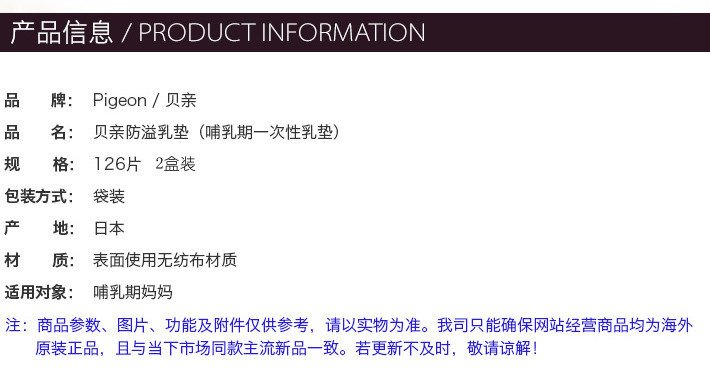 产品信息 / PRODUCT INFORMATION
品 牌： Pigeon / 贝亲
品 名： 贝亲防溢乳垫（哺乳期一次性乳垫）
规 格： 126片 2盒装
包装方式： 袋装
产 地： 日本
材 质： 表面使用无纺布材质
适用对象： 哺乳期妈妈
注：商品参数、图片、功能及附件仅供参考，请以实物为准。我司只能确保网站经营商品均为海外
原装正品，且与当下市场同款主流新品一致。若更新不及时，敬请谅解！